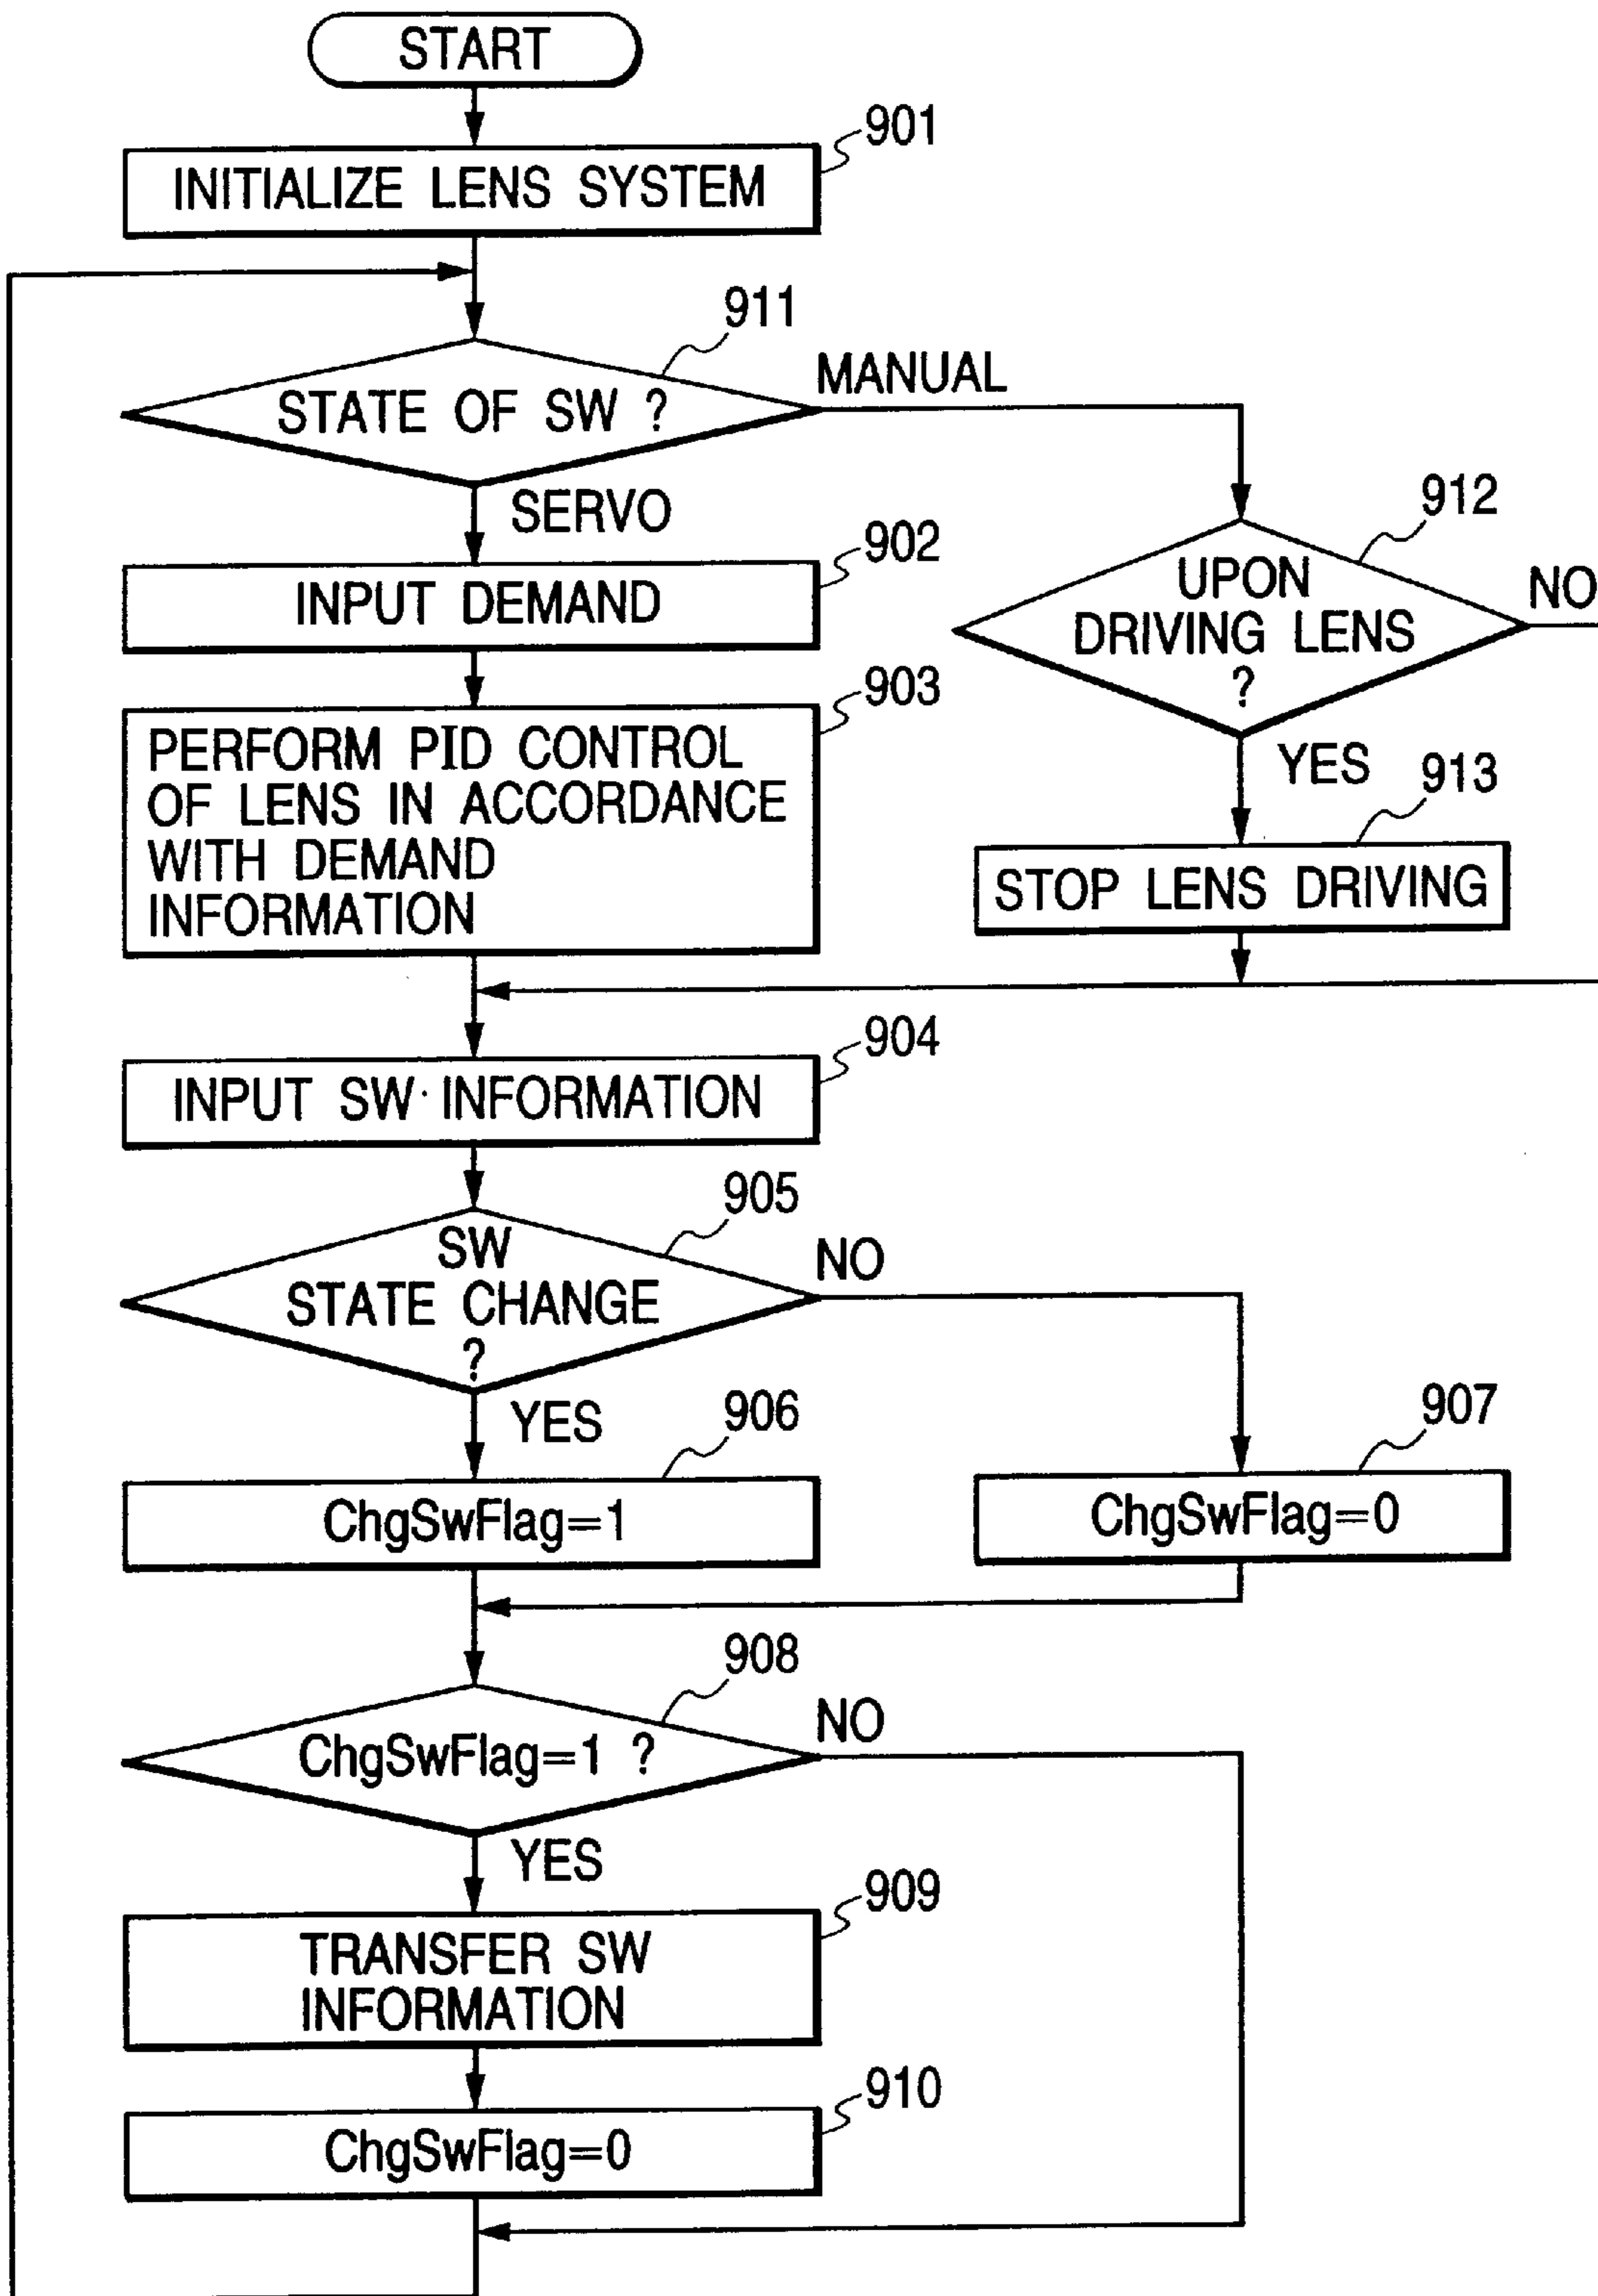 START
901
INITIALIZE LENS SYSTEM
911
STATE OF SW ?
MANUAL
SERVO
912
UPON
DRIVING LENS
?
NO
902
INPUT DEMAND
903
PERFORM PID CONTROL
OF LENS IN ACCORDANCE
WITH DEMAND
INFORMATION
YES
913
STOP LENS DRIVING
904
INPUT SW INFORMATION
905
SW
STATE CHANGE
?
NO
YES
906
ChgSwFlag=1
907
ChgSwFlag=0
908
ChgSwFlag=1 ?
NO
YES
909
TRANSFER SW
INFORMATION
910
ChgSwFlag=0